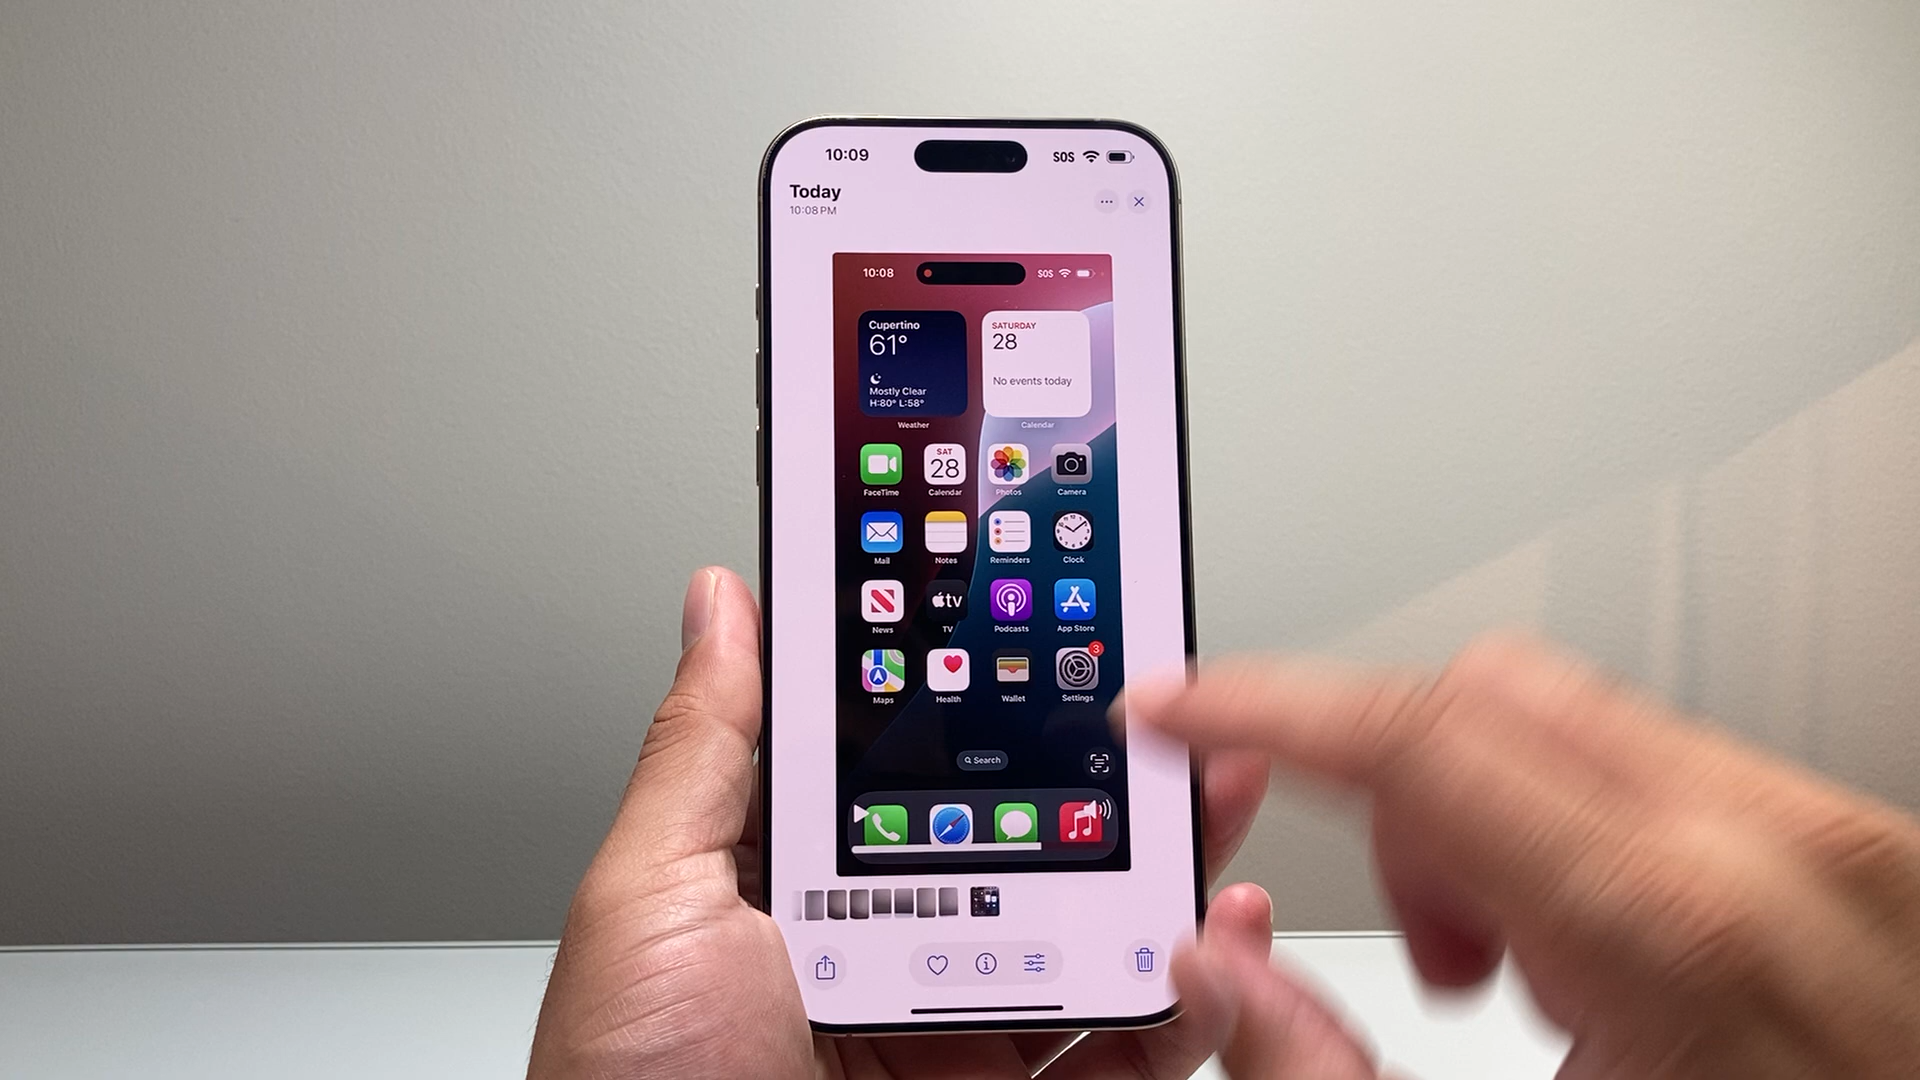 10:09
SOS
Today
10:08 PM
10:08
SOS
Cupertino
61°
Mostly Clear
H:80° L:58°
Weather
SATURDAY
28
No events today
Calendar
SAT
28
FaceTime
Calendar
Photos
Camera
Mail
Notes
Reminders
Clock
tv
News
TV
Podcasts
App Store
3
Maps
Health
Wallet
Settings
Search